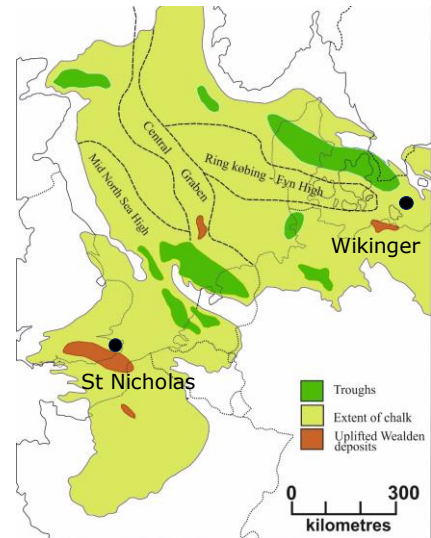 Central
Graben
Mid North Sea High
Ring købing - Fyn High
Wikinger
St Nicholas
Troughs
Extent of chalk
Uplifted Wealden
deposits
0 300
kilometres